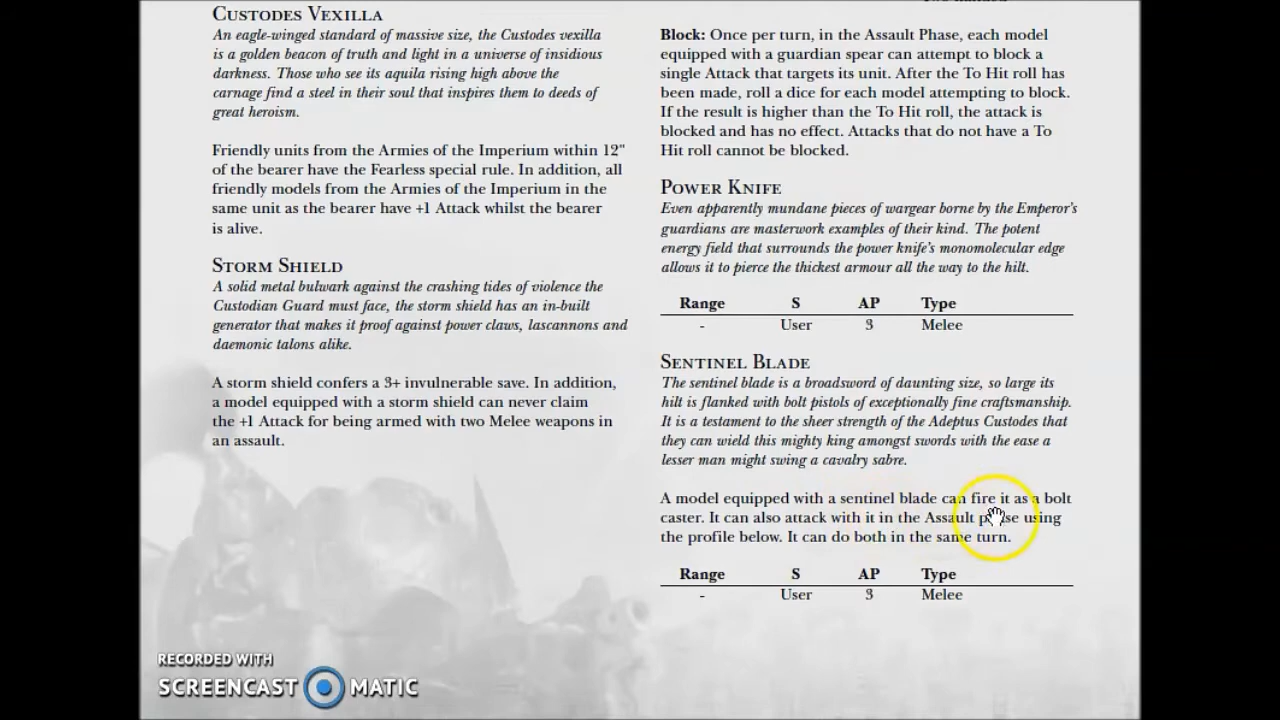 CUSTODES VEXILLA
An eagle-winged standard of massive size, the Custodes vexilla
is a golden beacon of truth and light in a universe of insidious
darkness. Those who see its aquila rising high above the
carnage find a steel in their soul that inspires them to deeds of
great heroism.
Friendly units from the Armies of the Imperium within 12"
of the bearer have the Fearless special rule. In addition, all
friendly models from the Armies of the Imperium in the
same unit as the bearer have +1 Attack whilst the bearer
is alive.
STORM SHIELD
A solid metal bulwark against the crashing tides of violence the
Custodian Guard must face, the storm shield has an in-built
generator that makes it proof against power claws, lascannons and
daemonic talons alike.
A storm shield confers a 3+ invulnerable save. In addition,
a model equipped with a storm shield can never claim
the +1 Attack for being armed with two Melee weapons in
an assault.
Block: Once per turn, in the Assault Phase, each model
equipped with a guardian spear can attempt to block a
single Attack that targets its unit. After the To Hit roll has
been made, roll a dice for each model attempting to block.
If the result is higher than the To Hit roll, the attack is
blocked and has no effect. Attacks that do not have a To
Hit roll cannot be blocked.
POWER KNIFE
Even apparently mundane pieces of wargear borne by the Emperor's
guardians are masterwork examples of their kind. The potent
energy field that surrounds the power knife's monomolecular edge
allows it to pierce the thickest armour all the way to the hilt.
Range S AP Type
- User 3 Melee
SENTINEL BLADE
The sentinel blade is a broadsword of daunting size, so large its
hilt is flanked with bolt pistols of exceptionally fine craftsmanship.
It is a testament to the sheer strength of the Adeptus Custodes that
they can wield this mighty king amongst swords with the ease a
lesser man might swing a cavalry sabre.
A model equipped with a sentinel blade can fire it as a bolt
caster. It can also attack with it in the Assault phase using
the profile below. It can do both in the same turn.
Range S AP Type
- User 3 Melee
RECORDED WITH
SCREENCAST MATIC